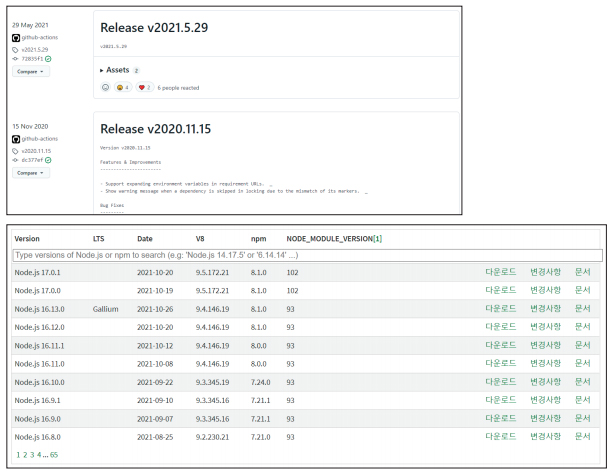 29 May 2021
github-actions
v2021.5.29
72835f1
Compare
Release v2021.5.29
v2021.5.29
Assets 2
4 2 6 people reacted
15 Nov 2020
github-actions
v2020.11.15
dc377ef
Compare
Release v2020.11.15
Version v2020.11.15
Features & Improvements
-----------------------
- Support expanding environment variables in requirement URLs. _
- Show warning message when a dependency is skipped in locking due to the mismatch of its markers. _
Bug Fixes
---------
Version LTS Date V8 npm NODE_MODULE_VERSION[1]
Type versions of Node.js or npm to search (e.g: 'Node.js 14.17.5' or '6.14.14' ...)
Node.js 17.0.1 2021-10-20 9.5.172.21 8.1.0 102 다운로드 변경사항 문서
Node.js 17.0.0 2021-10-19 9.5.172.21 8.1.0 102 다운로드 변경사항 문서
Node.js 16.13.0 Gallium 2021-10-26 9.4.146.19 8.1.0 93 다운로드 변경사항 문서
Node.js 16.12.0 2021-10-20 9.4.146.19 8.1.0 93 다운로드 변경사항 문서
Node.js 16.11.1 2021-10-12 9.4.146.19 8.0.0 93 다운로드 변경사항 문서
Node.js 16.11.0 2021-10-08 9.4.146.19 8.0.0 93 다운로드 변경사항 문서
Node.js 16.10.0 2021-09-22 9.3.345.19 7.24.0 93 다운로드 변경사항 문서
Node.js 16.9.1 2021-09-10 9.3.345.16 7.21.1 93 다운로드 변경사항 문서
Node.js 16.9.0 2021-09-07 9.3.345.16 7.21.1 93 다운로드 변경사항 문서
Node.js 16.8.0 2021-08-25 9.2.230.21 7.21.0 93 다운로드 변경사항 문서
1 2 3 4 ... 65